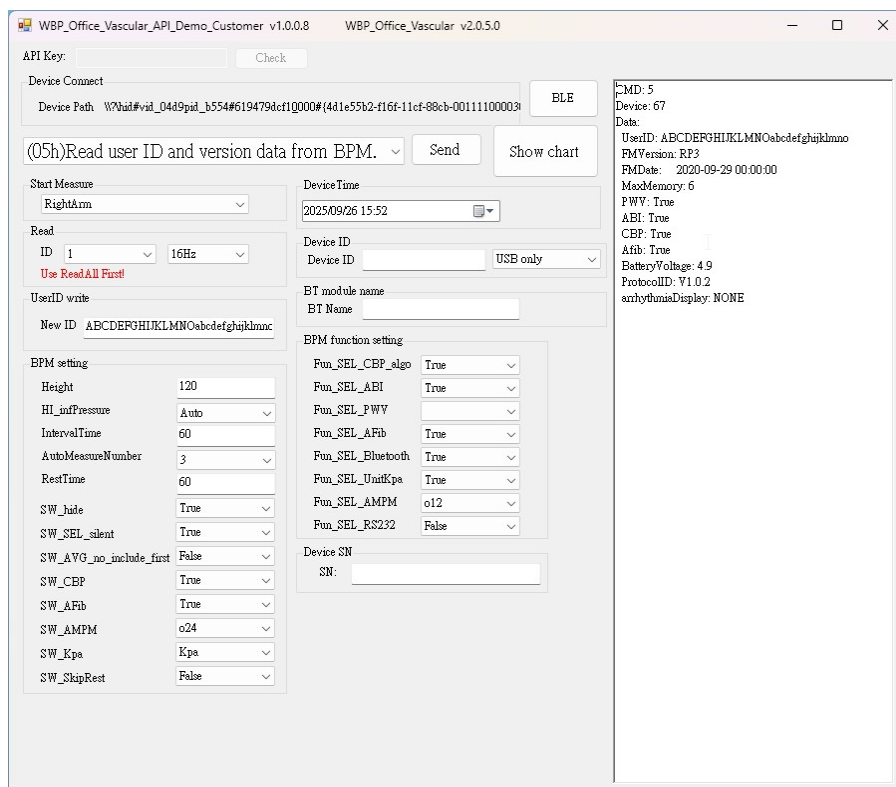 WBP_Office_Vascular_API_Demo_Customer v1.0.0.8 WBP_Office_Vascular v2.0.5.0
API Key: Check
Device Connect
Device Path \\?\hid#vid_04d9pid_b554#619479dcf10000#{4d1e55b2-f16f-11cf-88cb-001111000030
BLE
(05h)Read user ID and version data from BPM. Send Show chart
Start Measure
RightArm
Read
ID 1 16Hz
Use ReadAll First!
UserID write
New ID ABCDEFGHIJKLMNOabcdefghijklmnc
BPM setting
Height 120
HI_infPressure Auto
IntervalTime 60
AutoMeasureNumber 3
RestTime 60
SW_hide True
SW_SEL_silent True
SW_AVG_no_include_first False
SW_CBP True
SW_AFib True
SW_AMPM o24
SW_Kpa Kpa
SW_SkipRest False
DeviceTime
2025/09/26 15:52
Device ID
Device ID USB only
BT module name
BT Name
BPM function setting
Fun_SEL_CBP_algo True
Fun_SEL_ABI True
Fun_SEL_PWV
Fun_SEL_AFib True
Fun_SEL_Bluetooth True
Fun_SEL_UnitKpa True
Fun_SEL_AMPM o12
Fun_SEL_RS232 False
Device SN
SN:
CMD: 5
Device: 67
Data:
UserID: ABCDEFGHIJKLMNOabcdefghijklmno
FMVersion: RP3
FMDate: 2020-09-29 00:00:00
MaxMemory: 6
PWV: True
ABI: True
CBP: True
Afib: True
BatteryVoltage: 4.9
ProtocolID: V1.0.2
arrhythmiaDisplay: NONE